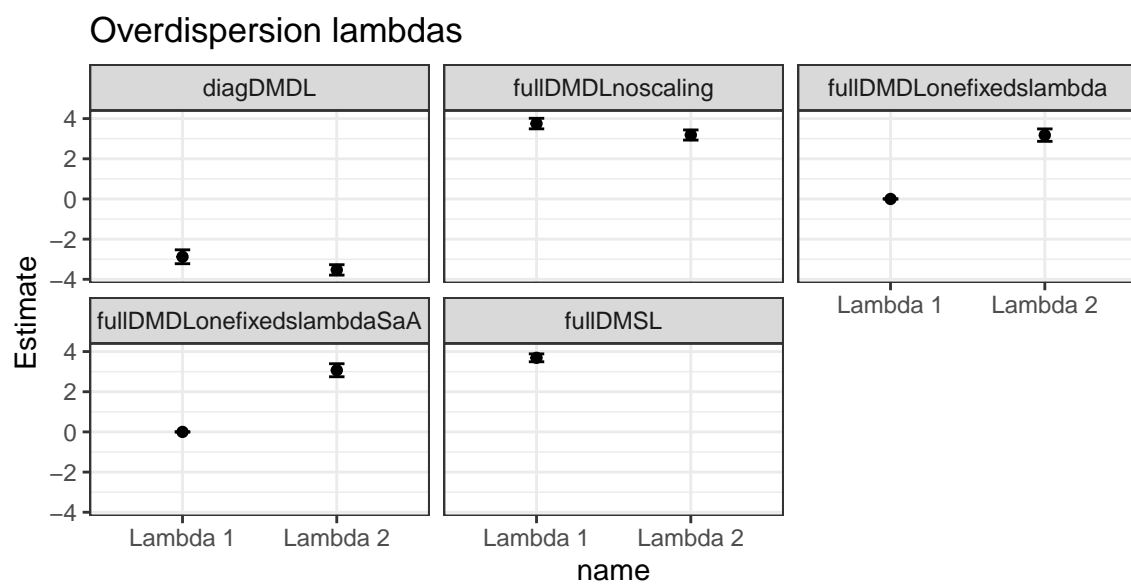 Overdispersion lambdas
diagDMDL
fullDMDLnoscaling
fullDMDLonefixedslambda
4
2
0
−2
−4
Lambda 1
Lambda 2
fullDMDLonefixedslambdaSaA
fullDMSL
4
2
0
−2
−4
Lambda 1
Lambda 2
Lambda 1
Lambda 2
Estimate
name